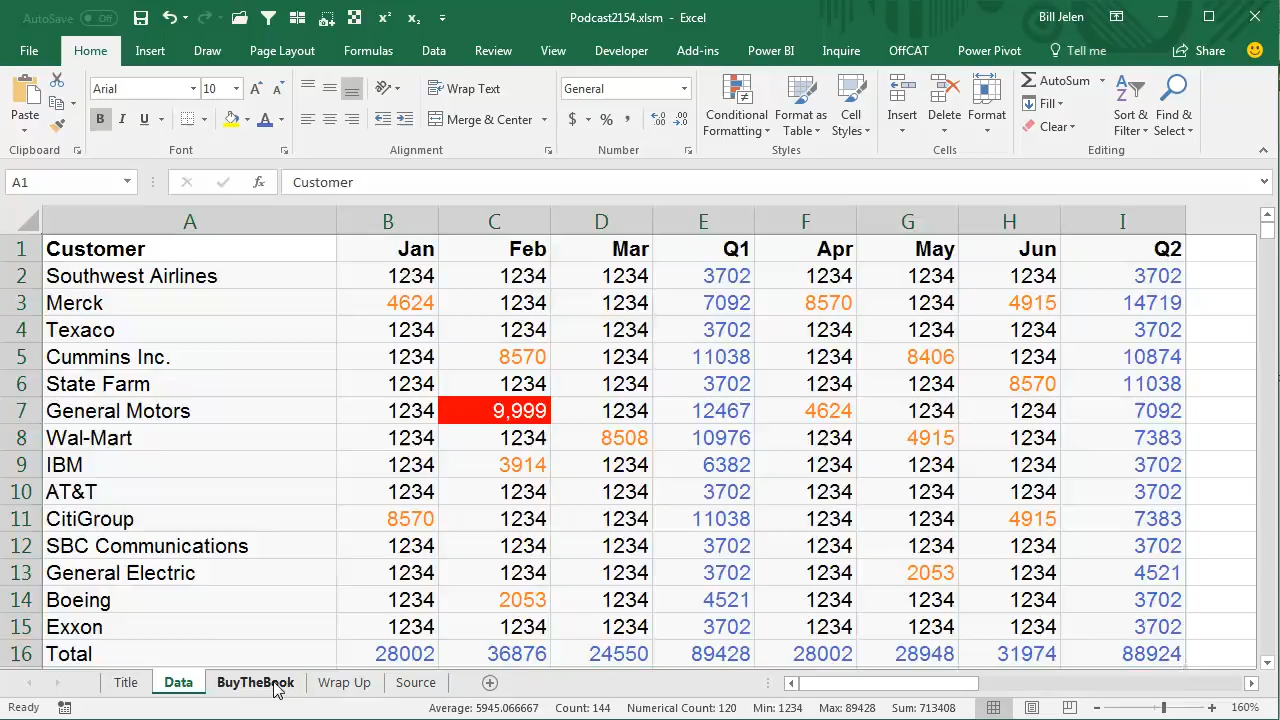 AutoSave Off Podcast2154.xlsm - Excel Bill Jelen
File Home Insert Draw Page Layout Formulas Data Review View Developer Add-ins Power BI Inquire OffCAT Power Pivot Tell me Share
Paste Arial 10 Wrap Text General Conditional Formatting Format as Table Cell Styles Insert Delete Format AutoSum Sort & Filter Find & Select
B I U Merge & Center $ % , Fill Clear
Clipboard Font Alignment Number Styles Cells Editing
A1 fx Customer
A B C D E F G H I
1 Customer Jan Feb Mar Q1 Apr May Jun Q2
2 Southwest Airlines 1234 1234 1234 3702 1234 1234 1234 3702
3 Merck 4624 1234 1234 7092 8570 1234 4915 14719
4 Texaco 1234 1234 1234 3702 1234 1234 1234 3702
5 Cummins Inc. 1234 8570 1234 11038 1234 8406 1234 10874
6 State Farm 1234 1234 1234 3702 1234 1234 8570 11038
7 General Motors 1234 9,999 1234 12467 4624 1234 1234 7092
8 Wal-Mart 1234 1234 8508 10976 1234 4915 1234 7383
9 IBM 1234 3914 1234 6382 1234 1234 1234 3702
10 AT&T 1234 1234 1234 3702 1234 1234 1234 3702
11 CitiGroup 8570 1234 1234 11038 1234 1234 4915 7383
12 SBC Communications 1234 1234 1234 3702 1234 1234 1234 3702
13 General Electric 1234 1234 1234 3702 1234 2053 1234 4521
14 Boeing 1234 2053 1234 4521 1234 1234 1234 3702
15 Exxon 1234 1234 1234 3702 1234 1234 1234 3702
16 Total 28002 36876 24550 89428 28002 28948 31974 88924
Title Data BuyTheBook Wrap Up Source
Ready Average: 5945.066667 Count: 144 Numerical Count: 120 Min: 1234 Max: 89428 Sum: 713408 160%